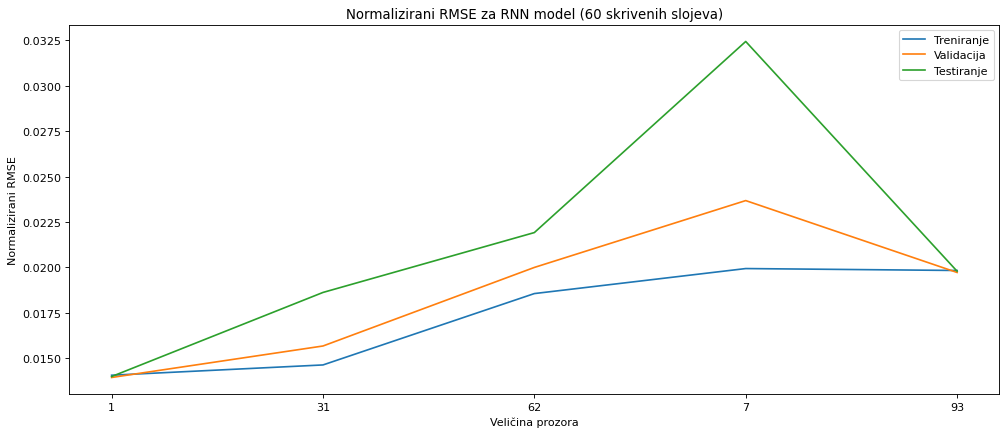 Normalizirani RMSE za RNN model (60 skrivenih slojeva)
Treniranje
Validacija
Testiranje
Normalizirani RMSE
0.0325
0.0300
0.0275
0.0250
0.0225
0.0200
0.0175
0.0150
1 31 62 7 93
Veličina prozora